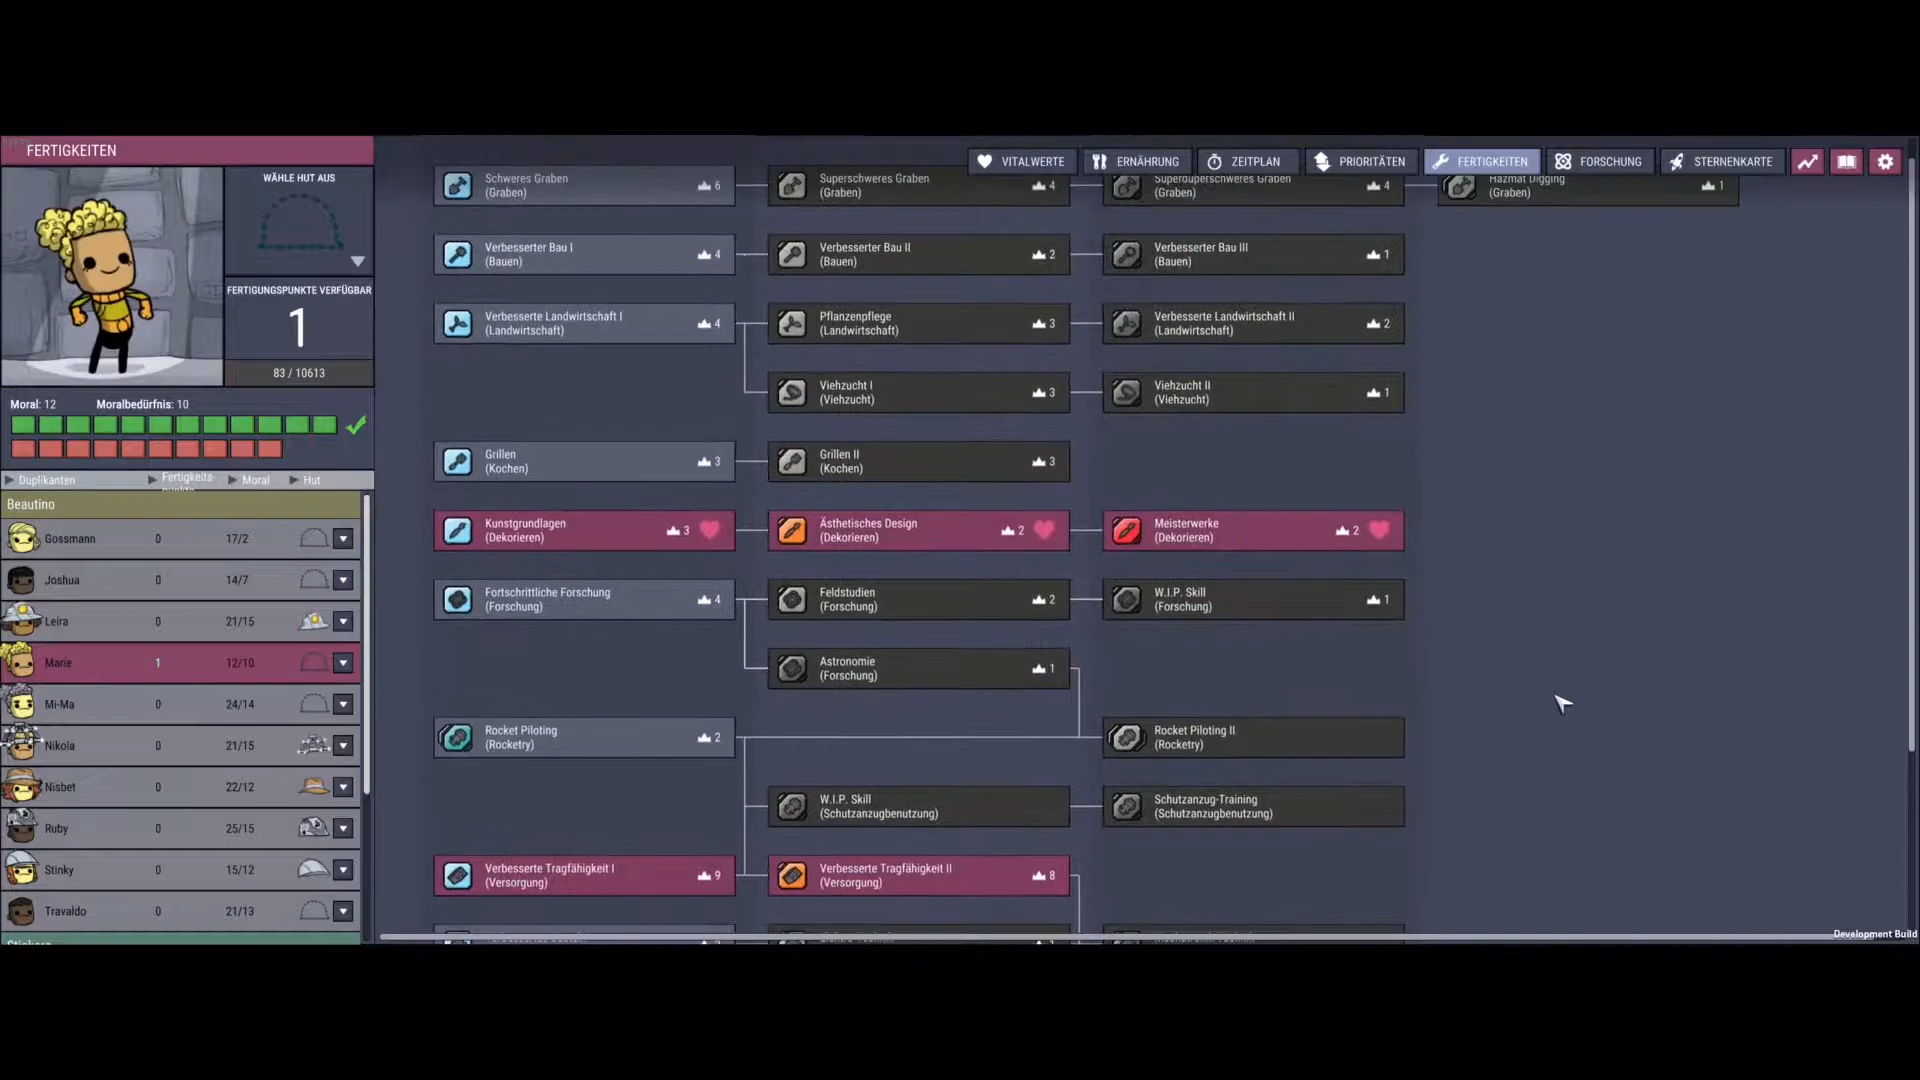 FERTIGKEITEN
VITALWERTE
ERNÄHRUNG
ZEITPLAN
PRIORITÄTEN
FERTIGKEITEN
FORSCHUNG
STERNENKARTE
WÄHLE HUT AUS
FERTIGUNGSPUNKTE VERFÜGBAR
1
83 / 10613
Moral: 12 Moralbedürfnis: 10
Duplikanten Fertigkeits- Moral Hut
Beautino
Gossmann 0 17/2
Joshua 0 14/7
Leira 0 21/15
Marie 1 12/10
Mi-Ma 0 24/14
Nikola 0 21/15
Nisbet 0 22/12
Ruby 0 25/15
Stinky 0 15/12
Travaldo 0 21/13
Schweres Graben
(Graben)
6
Superschweres Graben
(Graben)
4
Superduperschweres Graben
(Graben)
4
Hazmat Digging
(Graben)
1
Verbesserter Bau I
(Bauen)
4
Verbesserter Bau II
(Bauen)
2
Verbesserter Bau III
(Bauen)
1
Verbesserte Landwirtschaft I
(Landwirtschaft)
4
Pflanzenpflege
(Landwirtschaft)
3
Verbesserte Landwirtschaft II
(Landwirtschaft)
2
Viehzucht I
(Viehzucht)
3
Viehzucht II
(Viehzucht)
1
Grillen
(Kochen)
3
Grillen II
(Kochen)
3
Kunstgrundlagen
(Dekorieren)
3
Ästhetisches Design
(Dekorieren)
2
Meisterwerke
(Dekorieren)
2
Fortschrittliche Forschung
(Forschung)
4
Feldstudien
(Forschung)
2
W.I.P. Skill
(Forschung)
1
Astronomie
(Forschung)
1
Rocket Piloting
(Rocketry)
2
Rocket Piloting II
(Rocketry)
W.I.P. Skill
(Schutzanzugbenutzung)
Schutzanzug-Training
(Schutzanzugbenutzung)
Verbesserte Tragfähigkeit I
(Versorgung)
9
Verbesserte Tragfähigkeit II
(Versorgung)
8
Development Build